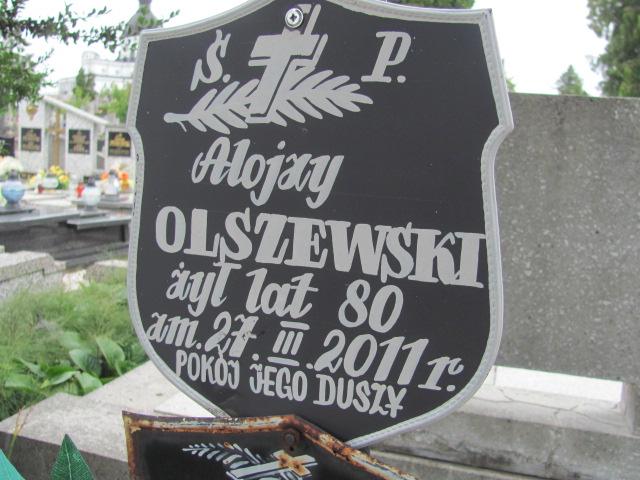 Ś. P.
Alojzy
OLSZEWSKI
żył lat 80
zm. 27. III. 2011 r.
POKÓJ JEGO DUSZY